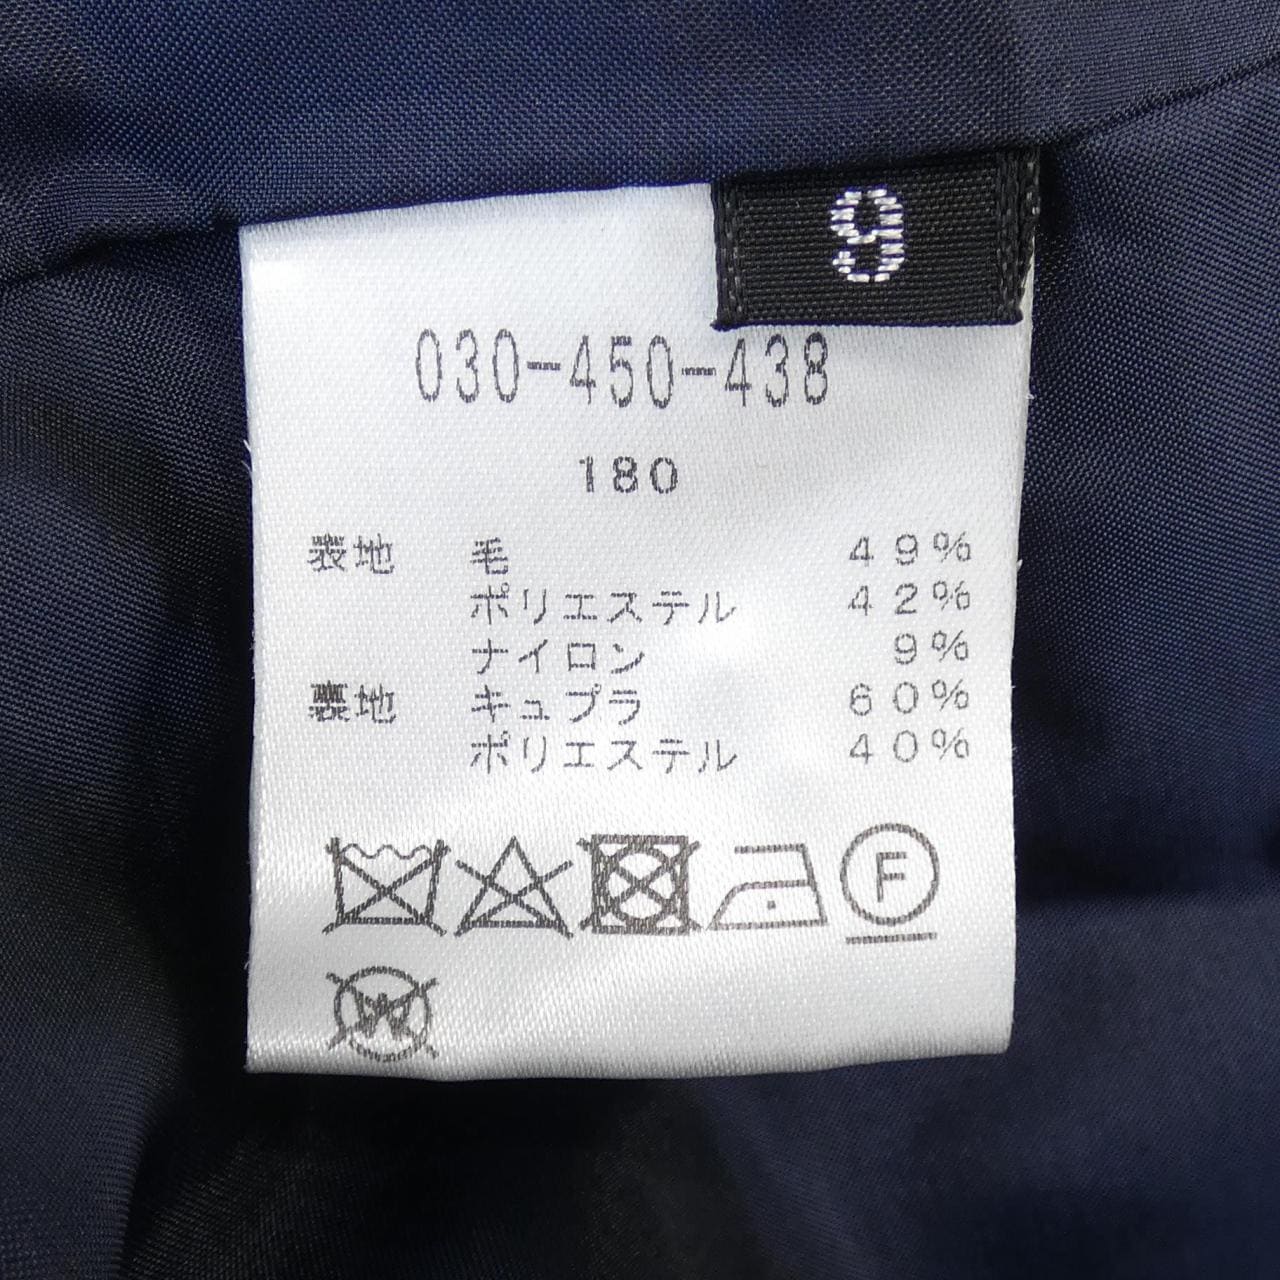 9
030-450-438
180
表地 毛 49%
ポリエステル 42%
ナイロン 9%
裏地 キュプラ 60%
ポリエステル 40%
F
W